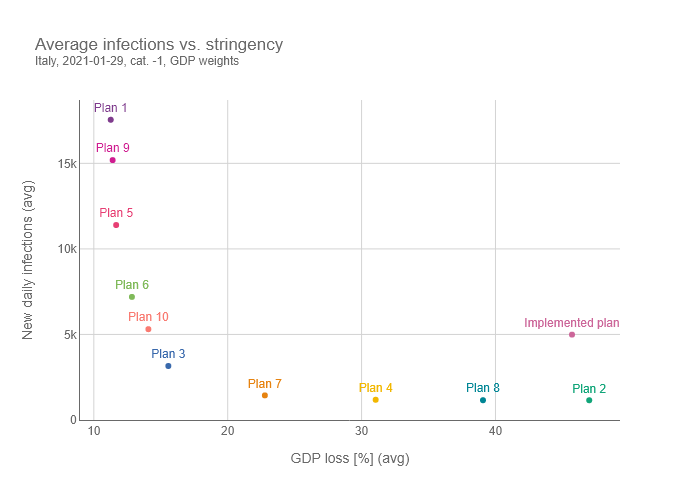 Average infections vs. stringency
Italy, 2021-01-29, cat. -1, GDP weights
Plan 1
Plan 9
15k
Plan 5
10k
Plan 6
Plan 10
Implemented plan
5k
Plan 3
Plan 7
Plan 4
Plan 8
Plan 2
0
10
20
30
40
New daily infections (avg)
GDP loss [%] (avg)